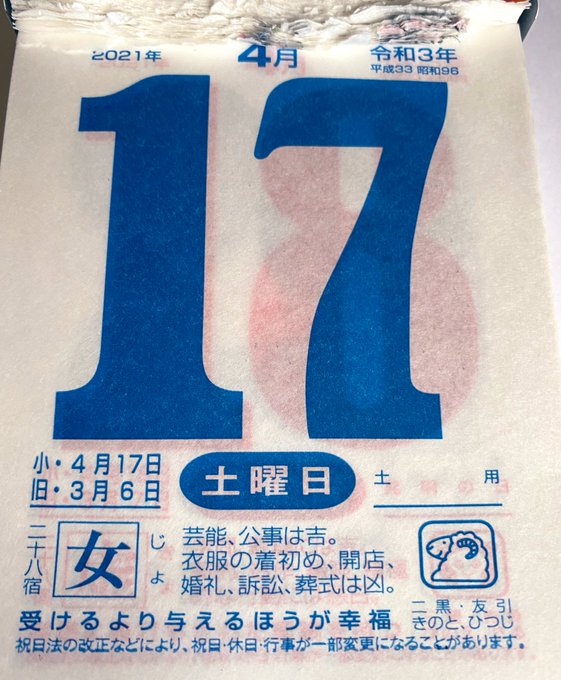 2021年 4月 令和3年
平成33 昭和96
17
小・4月17日
旧・3月6日
土曜日
土用
二十八宿
女
じょ
芸能、公事は吉。
衣服の着初め、開店、
婚礼、訴訟、葬式は凶。
二黒・友引
きのと、ひつじ
受けるより与えるほうが幸福
祝日法の改正などにより、祝日・休日・行事が一部変更になることがあります。